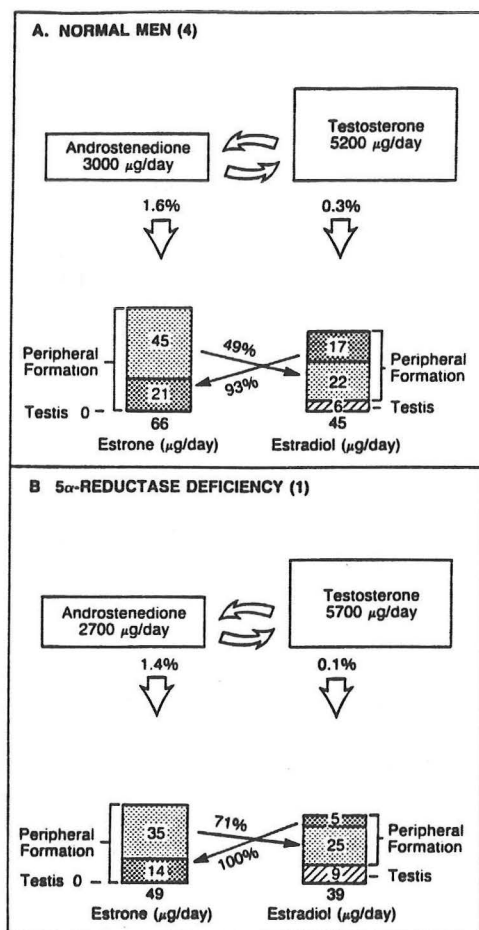 A. NORMAL MEN (4)
Androstenedione
3000 μg/day
Testosterone
5200 μg/day
1.6%
0.3%
Peripheral
Formation
45
21
49%
93%
17
22
6
Peripheral
Formation
Testis 0
Testis
66
45
Estrone (μg/day)
Estradiol (μg/day)
B 5α-REDUCTASE DEFICIENCY (1)
Androstenedione
2700 μg/day
Testosterone
5700 μg/day
1.4%
0.1%
Peripheral
Formation
35
14
71%
100%
5
25
9
Peripheral
Formation
Testis 0
Testis
49
39
Estrone (μg/day)
Estradiol (μg/day)